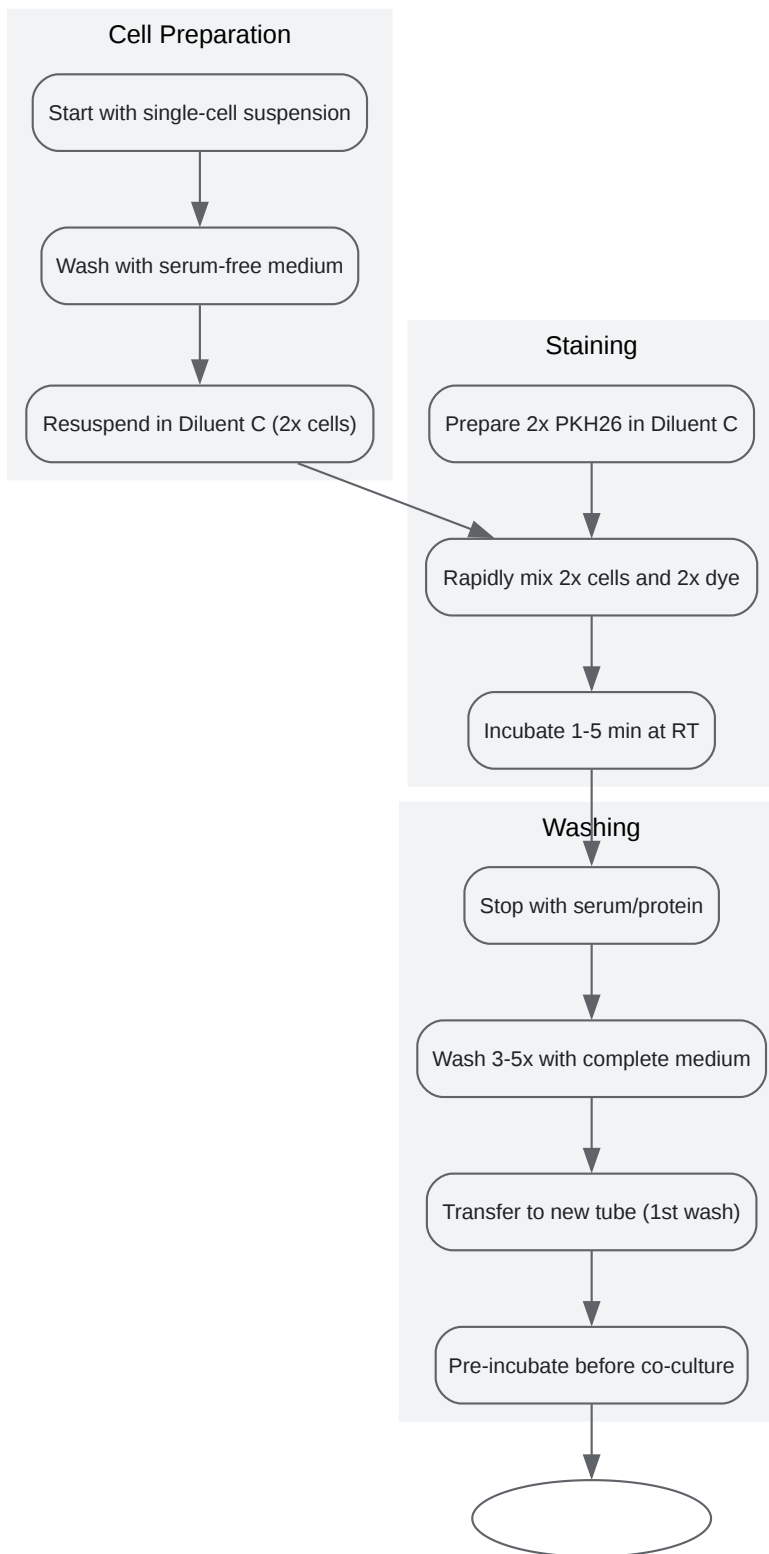 Cell Preparation
Start with single-cell suspension
Wash with serum-free medium
Resuspend in Diluent C (2x cells)
Staining
Prepare 2x PKH26 in Diluent C
Rapidly mix 2x cells and 2x dye
Incubate 1-5 min at RT
Washing
Stop with serum/protein
Wash 3-5x with complete medium
Transfer to new tube (1st wash)
Pre-incubate before co-culture